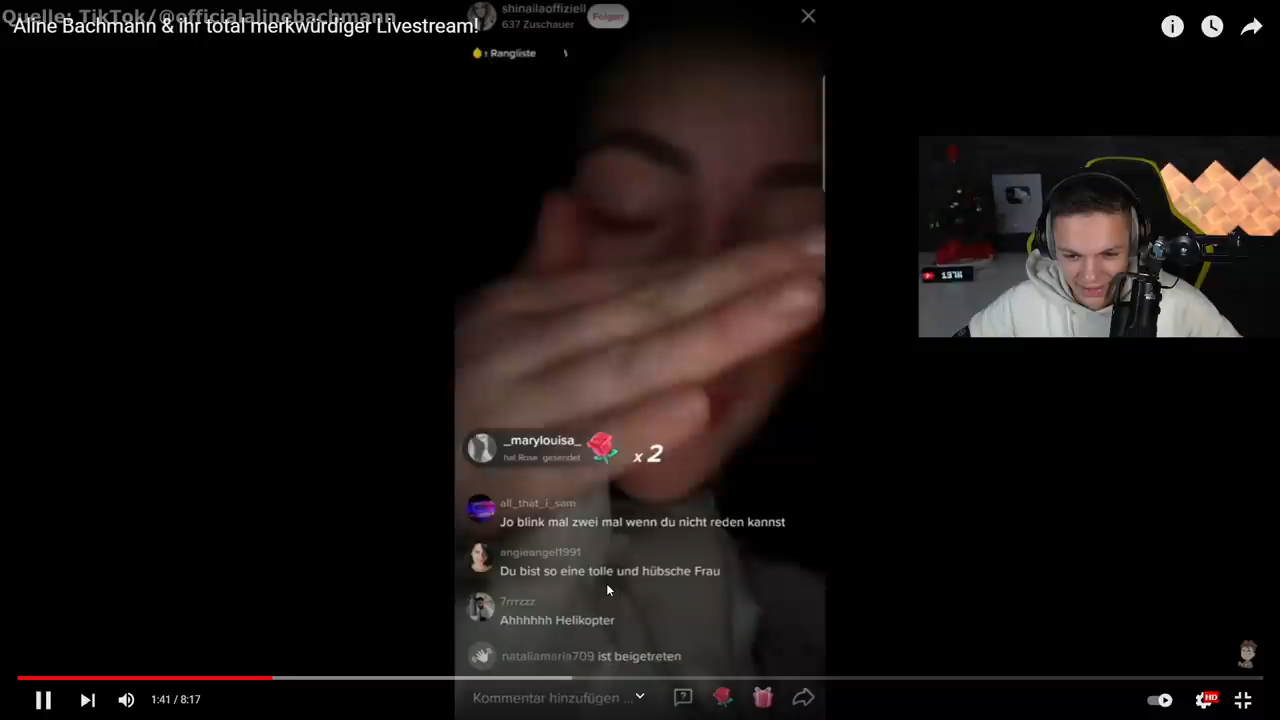 Quelle: TikTok/@officialalinebachmann
Aline Bachmann & ihr total merkwürdiger Livestream!
shinailaoffiziell
637 Zuschauer
Folgen
Rangliste
_marylouisa_
hat Rose gesendet
x 2
all_that_i_sam
Jo blink mal zwei mal wenn du nicht reden kannst
angieangel1991
Du bist so eine tolle und hübsche Frau
7rrrzzz
Ahhhhhh Helikopter
nataliamaria709 ist beigetreten
Kommentar hinzufügen ...
1:41 / 8:17
HD